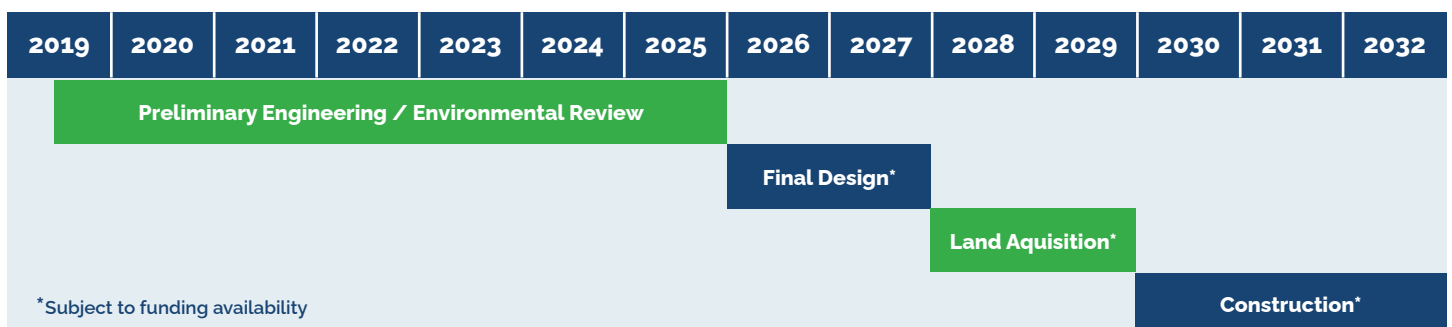 2019 2020 2021 2022 2023 2024 2025 2026 2027 2028 2029 2030 2031 2032
Preliminary Engineering / Environmental Review
Final Design*
Land Aquisition*
*Subject to funding availability
Construction*